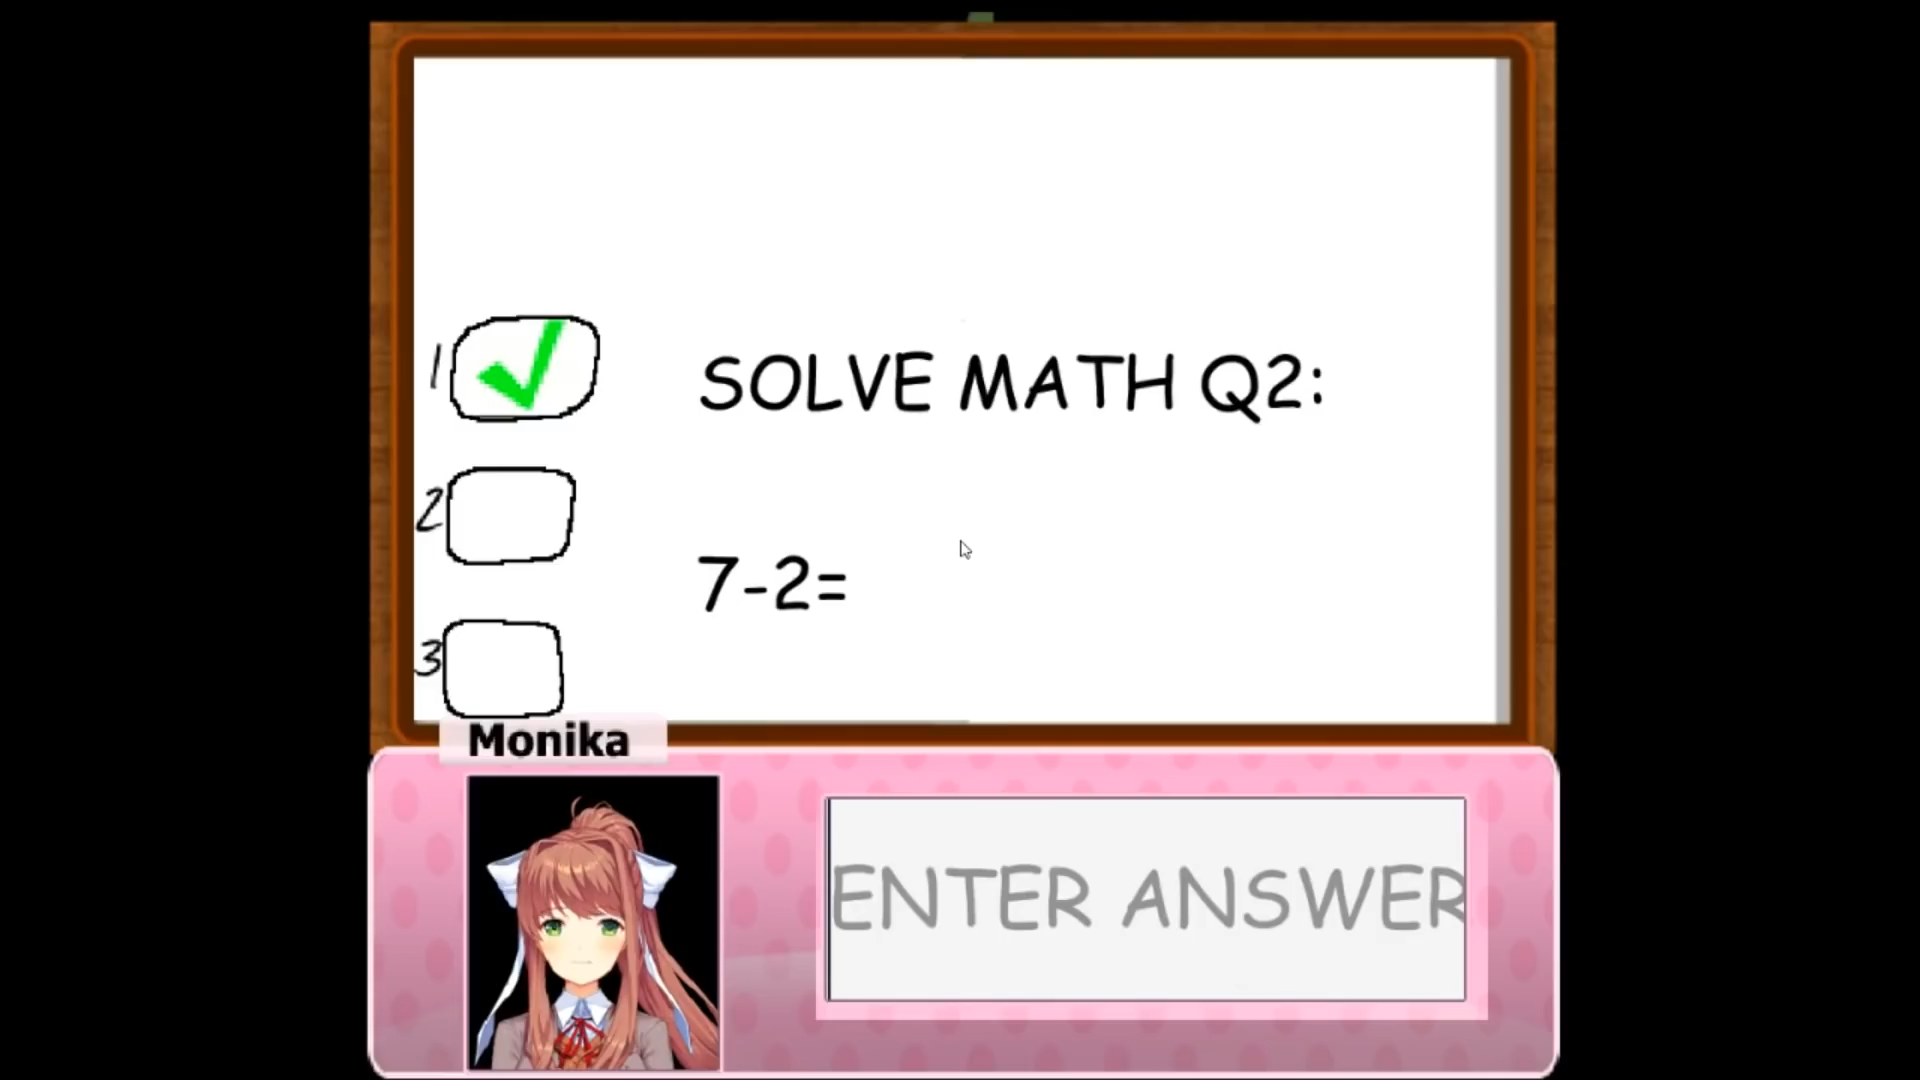 1
SOLVE MATH Q2:
2
7-2=
3
Monika
ENTER ANSWER